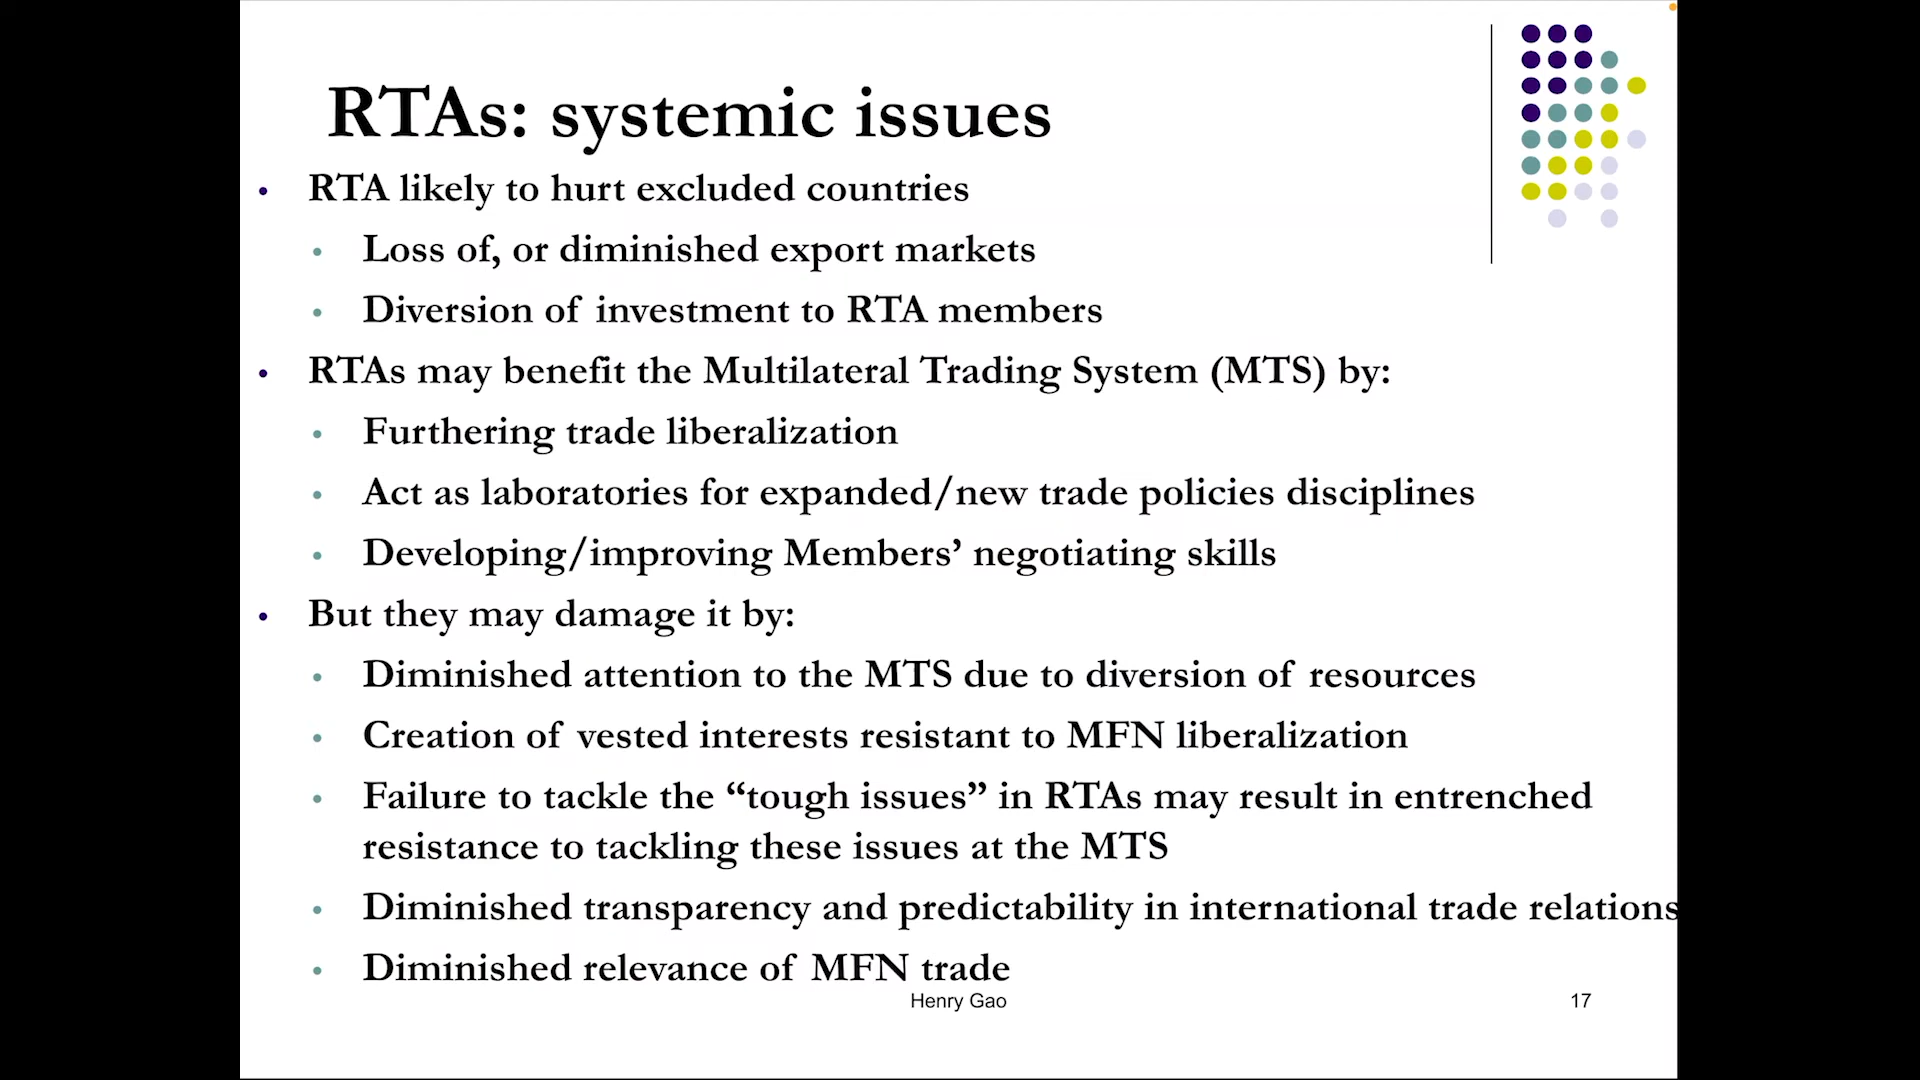 RTAs: systemic issues
• RTA likely to hurt excluded countries
• Loss of, or diminished export markets
• Diversion of investment to RTA members
• RTAs may benefit the Multilateral Trading System (MTS) by:
• Furthering trade liberalization
• Act as laboratories for expanded/new trade policies disciplines
• Developing/improving Members’ negotiating skills
• But they may damage it by:
• Diminished attention to the MTS due to diversion of resources
• Creation of vested interests resistant to MFN liberalization
• Failure to tackle the “tough issues” in RTAs may result in entrenched
resistance to tackling these issues at the MTS
• Diminished transparency and predictability in international trade relations
• Diminished relevance of MFN trade
Henry Gao
17